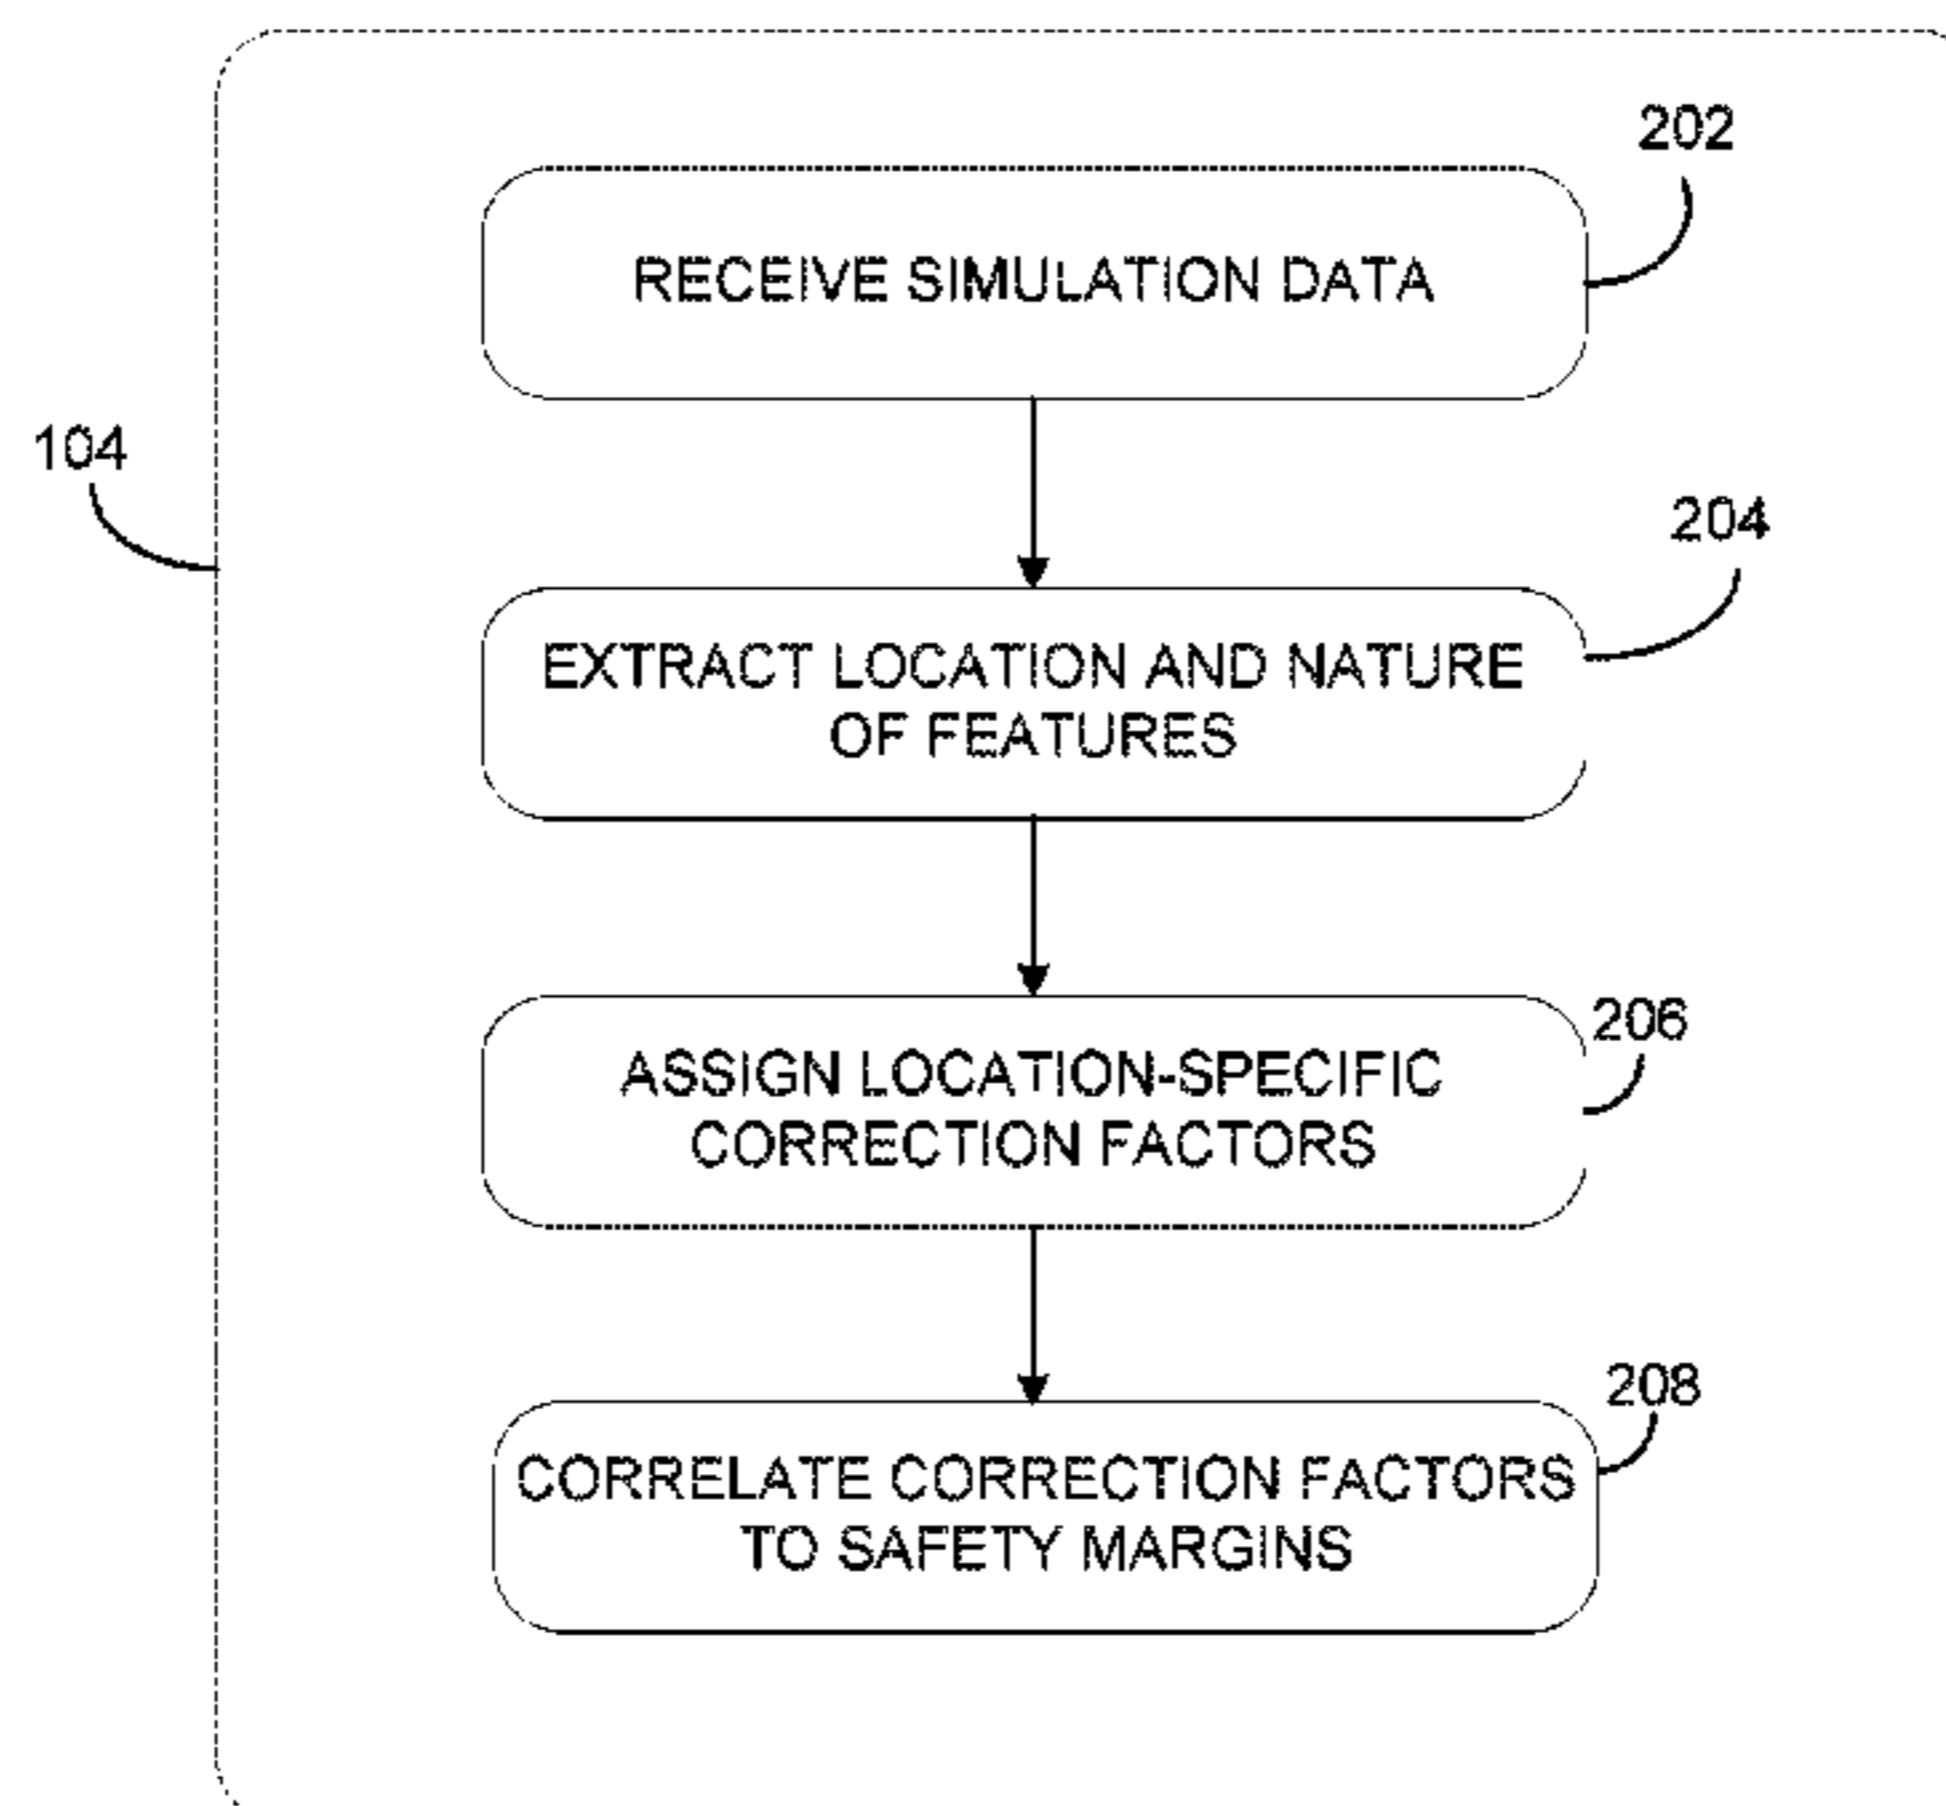 202
RECEIVE SIMULATION DATA
104
204
EXTRACT LOCATION AND NATURE
OF FEATURES
206
ASSIGN LOCATION-SPECIFIC
CORRECTION FACTORS
208
CORRELATE CORRECTION FACTORS
TO SAFETY MARGINS